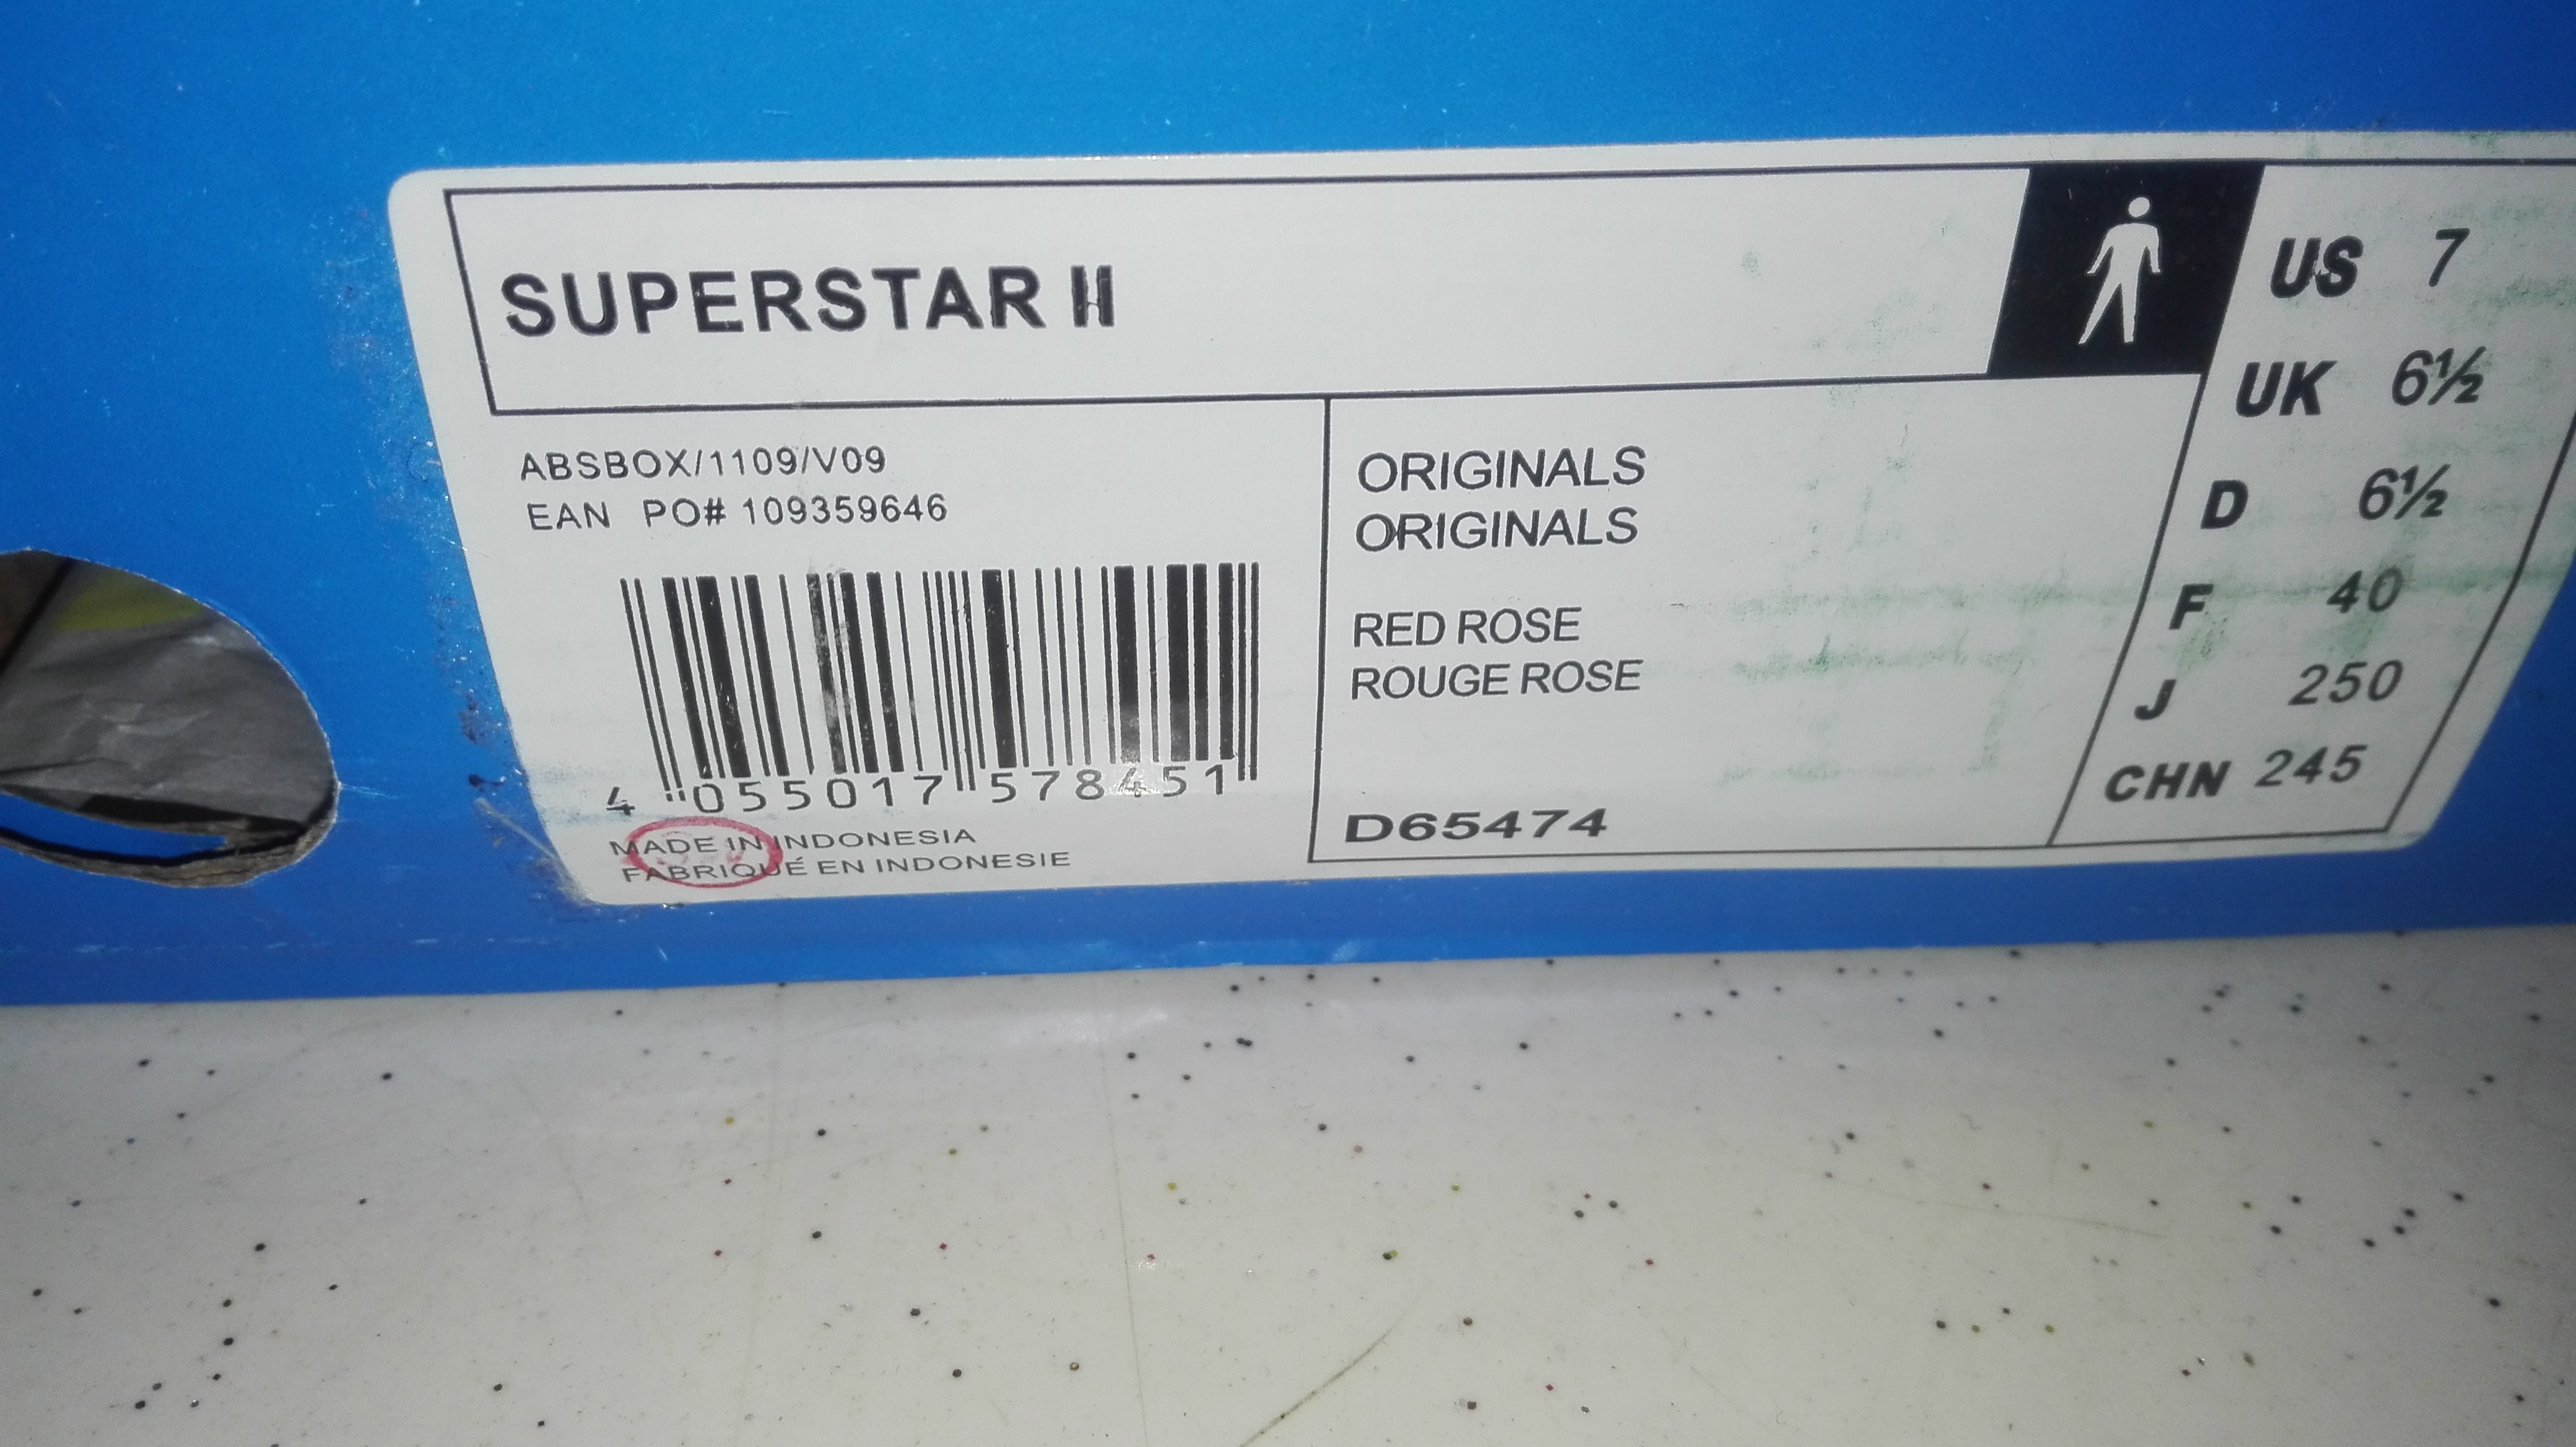 SUPERSTAR II
ABSBOX/1109/V09
EAN PO# 109359646
4 055017 578451
MADE IN INDONESIA
FABRIQUÉ EN INDONESIE
ORIGINALS
ORIGINALS
RED ROSE
ROUGE ROSE
D65474
US 7
UK 6½
D 6½
F 40
J 250
CHN 245